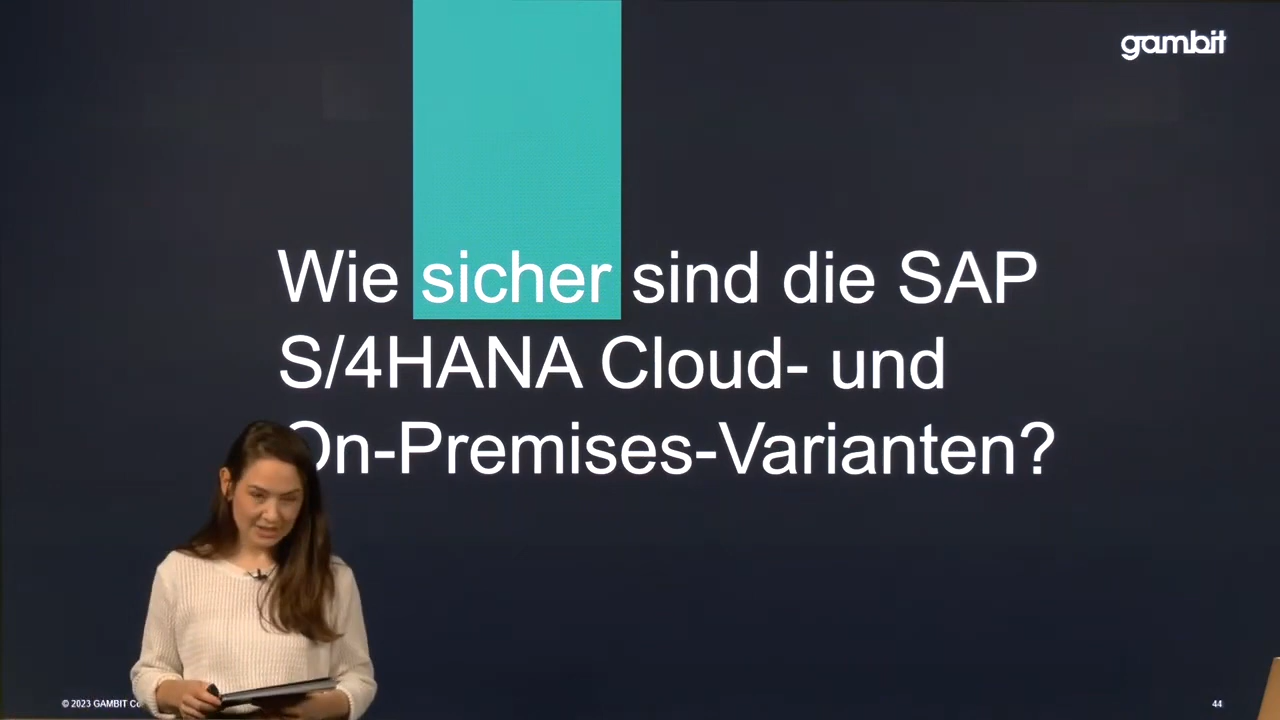 gambit
Wie sicher sind die SAP
S/4HANA Cloud- und
On-Premises-Varianten?
© 2023 GAMBIT
44